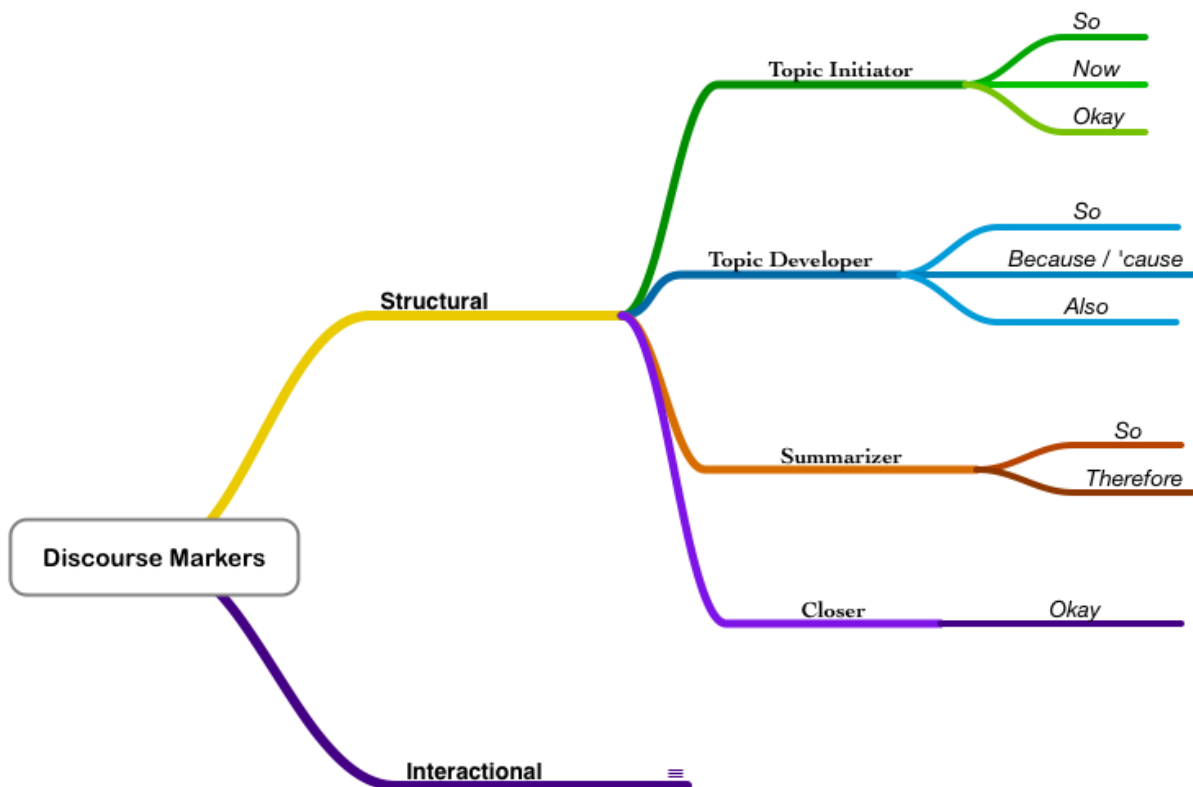 So
Topic Initiator
Now
Okay
So
Topic Developer
Because / 'cause
Also
Structural
So
Summarizer
Therefore
Discourse Markers
Closer
Okay
Interactional